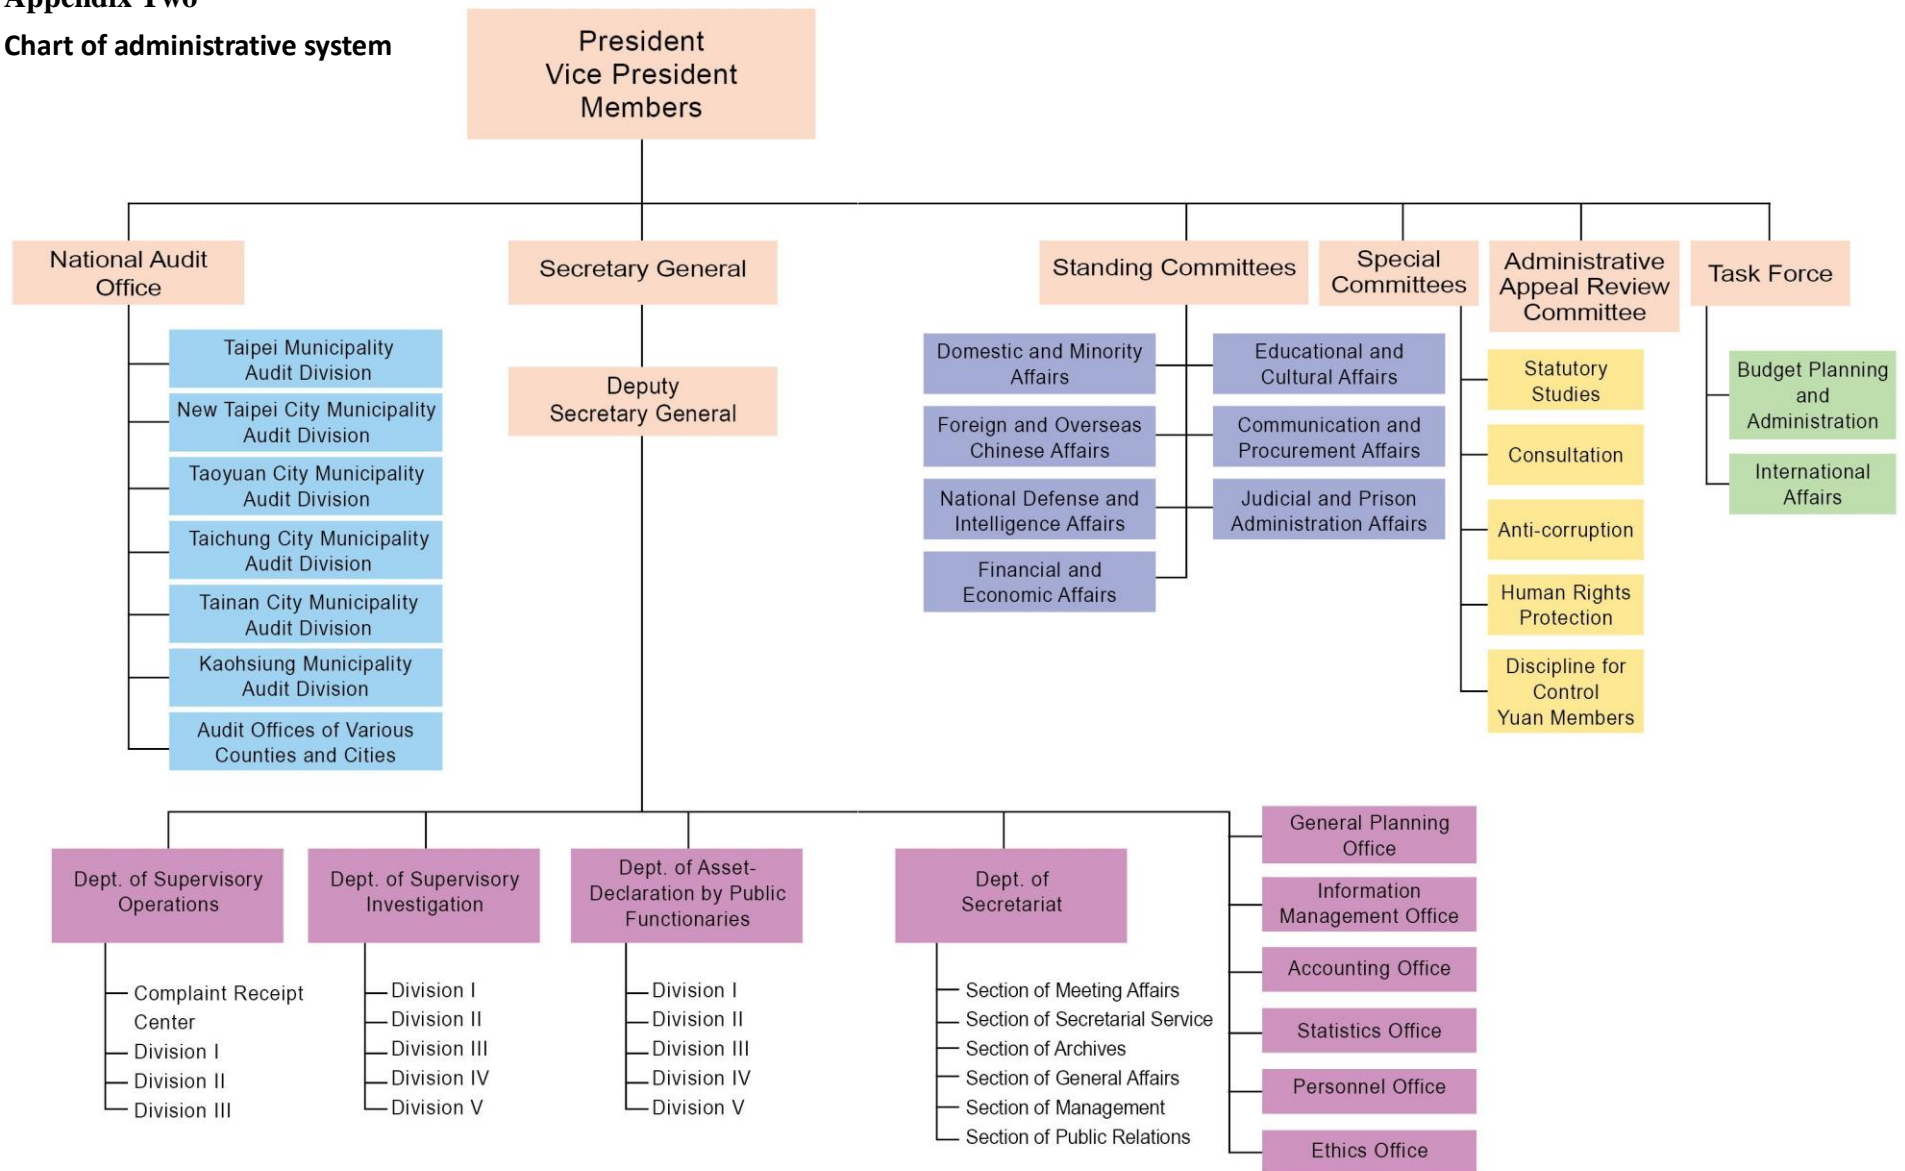 Appendix Two
Chart of administrative system
President
Vice President
Members
National Audit
Office
Secretary General
Standing Committees
Special
Committees
Administrative
Appeal Review
Committee
Task Force
Taipei Municipality
Audit Division
New Taipei City Municipality
Audit Division
Taoyuan City Municipality
Audit Division
Taichung City Municipality
Audit Division
Tainan City Municipality
Audit Division
Kaohsiung Municipality
Audit Division
Audit Offices of Various
Counties and Cities
Deputy
Secretary General
Domestic and Minority
Affairs
Foreign and Overseas
Chinese Affairs
National Defense and
Intelligence Affairs
Financial and
Economic Affairs
Educational and
Cultural Affairs
Communication and
Procurement Affairs
Judicial and Prison
Administration Affairs
Statutory
Studies
Consultation
Anti-corruption
Human Rights
Protection
Discipline for
Control
Yuan Members
Budget Planning
and
Administration
International
Affairs
Dept. of Supervisory
Operations
Complaint Receipt
Center
Division I
Division II
Division III
Dept. of Supervisory
Investigation
Division I
Division II
Division III
Division IV
Division V
Dept. of Asset-
Declaration by Public
Functionaries
Division I
Division II
Division III
Division IV
Division V
Dept. of
Secretariat
Section of Meeting Affairs
Section of Secretarial Service
Section of Archives
Section of General Affairs
Section of Management
Section of Public Relations
General Planning
Office
Information
Management Office
Accounting Office
Statistics Office
Personnel Office
Ethics Office